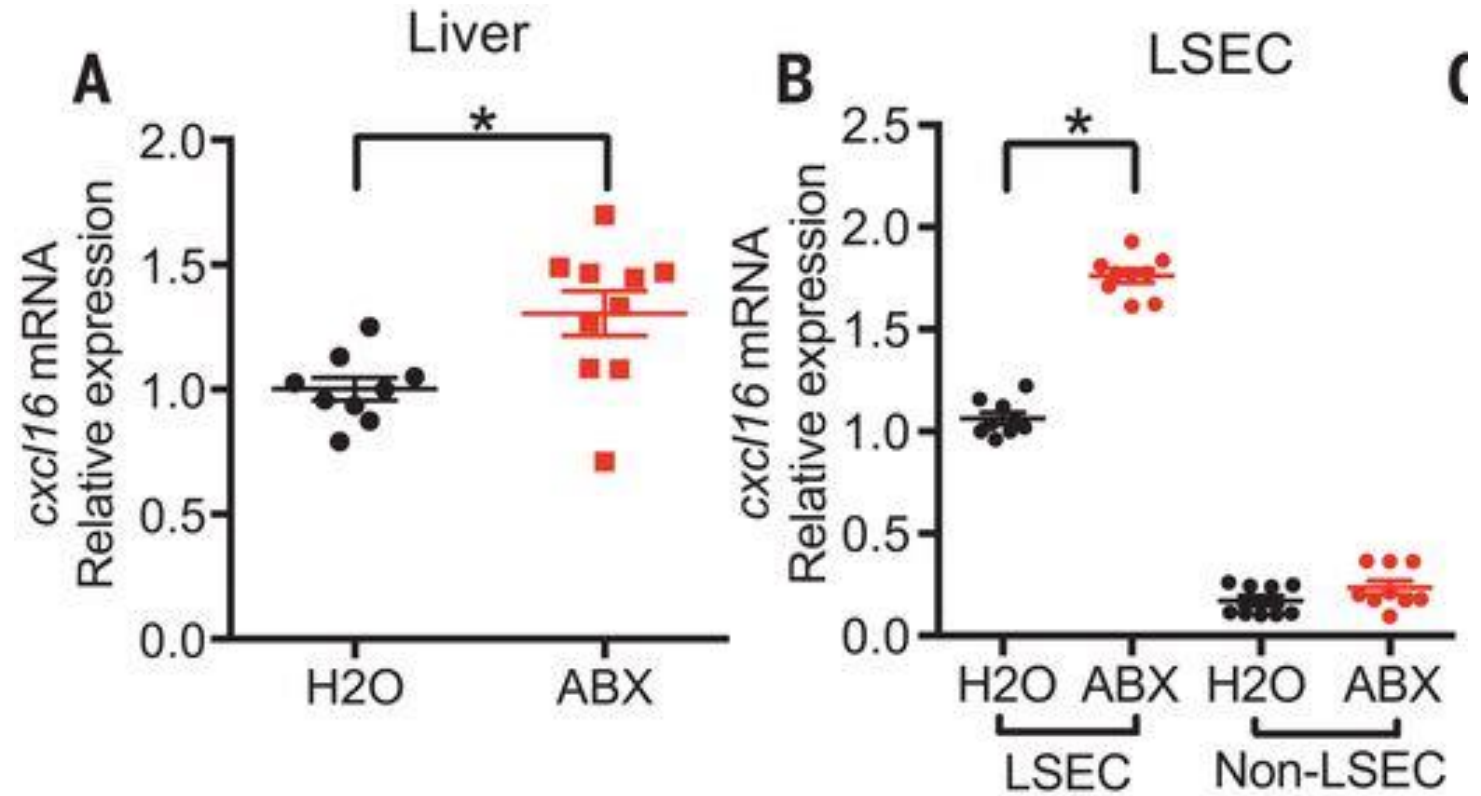 A
Liver
*
cxcl16 mRNA
Relative expression
2.0
1.5
1.0
0.5
0.0
H2O ABX
B
LSEC
*
cxcl16 mRNA
Relative expression
2.5
2.0
1.5
1.0
0.5
0.0
H2O ABX H2O ABX
LSEC Non-LSEC